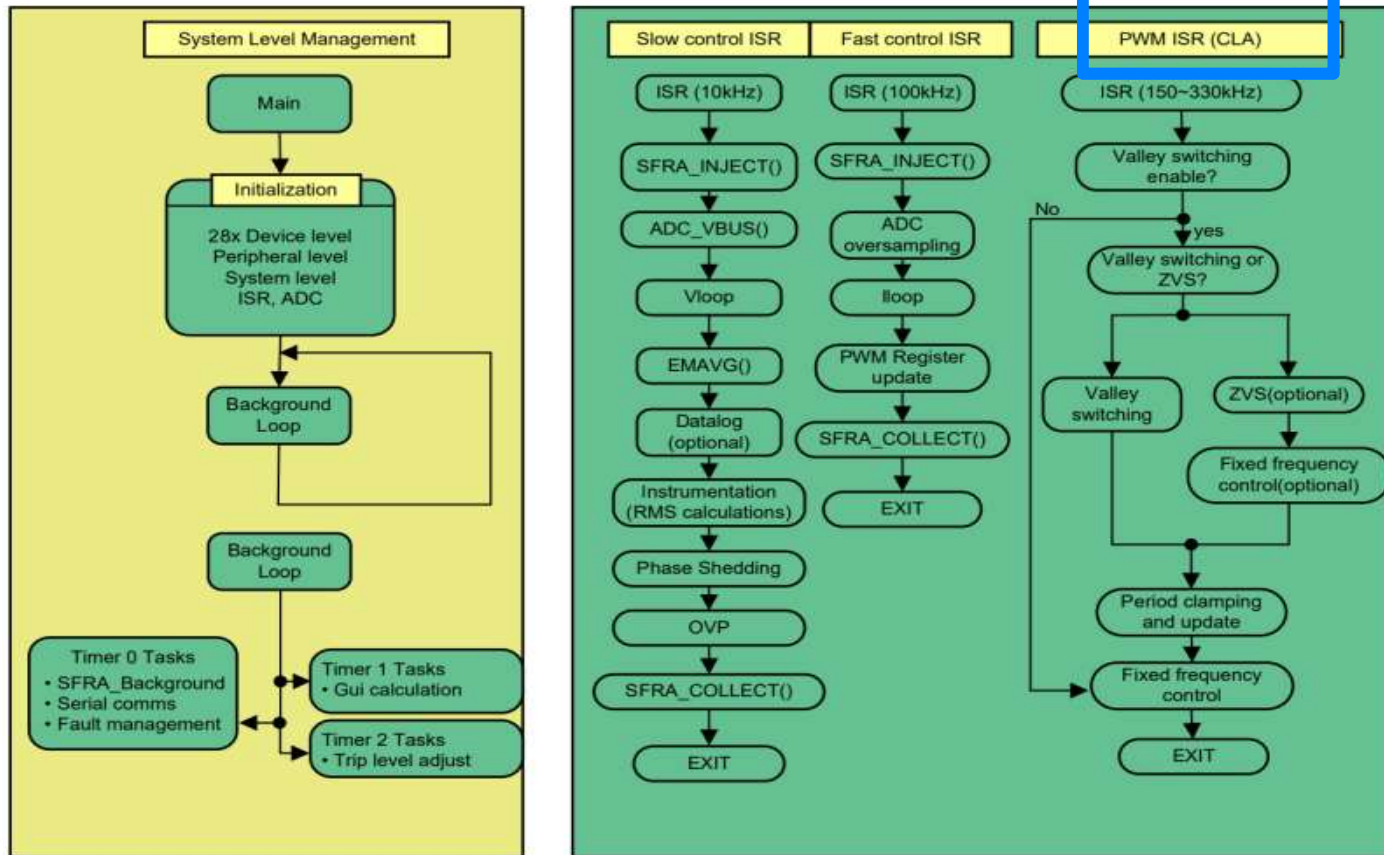 System Level Management
Main
Initialization
28x Device level
Peripheral level
System level
ISR, ADC
Background
Loop
Background
Loop
Timer 0 Tasks
• SFRA_Background
• Serial comms
• Fault management
Timer 1 Tasks
• Gui calculation
Timer 2 Tasks
• Trip level adjust
Slow control ISR
ISR (10kHz)
SFRA_INJECT()
ADC_VBUS()
Vloop
EMAVG()
Datalog
(optional)
Instrumentation
(RMS calculations)
Phase Shedding
OVP
SFRA_COLLECT()
EXIT
Fast control ISR
ISR (100kHz)
SFRA_INJECT()
ADC
oversampling
Iloop
PWM Register
update
SFRA_COLLECT()
EXIT
PWM ISR (CLA)
ISR (150~330kHz)
Valley switching
enable?
No
yes
Valley switching or
ZVS?
Valley
switching
ZVS(optional)
Fixed frequency
control(optional)
Period clamping
and update
Fixed frequency
control
EXIT